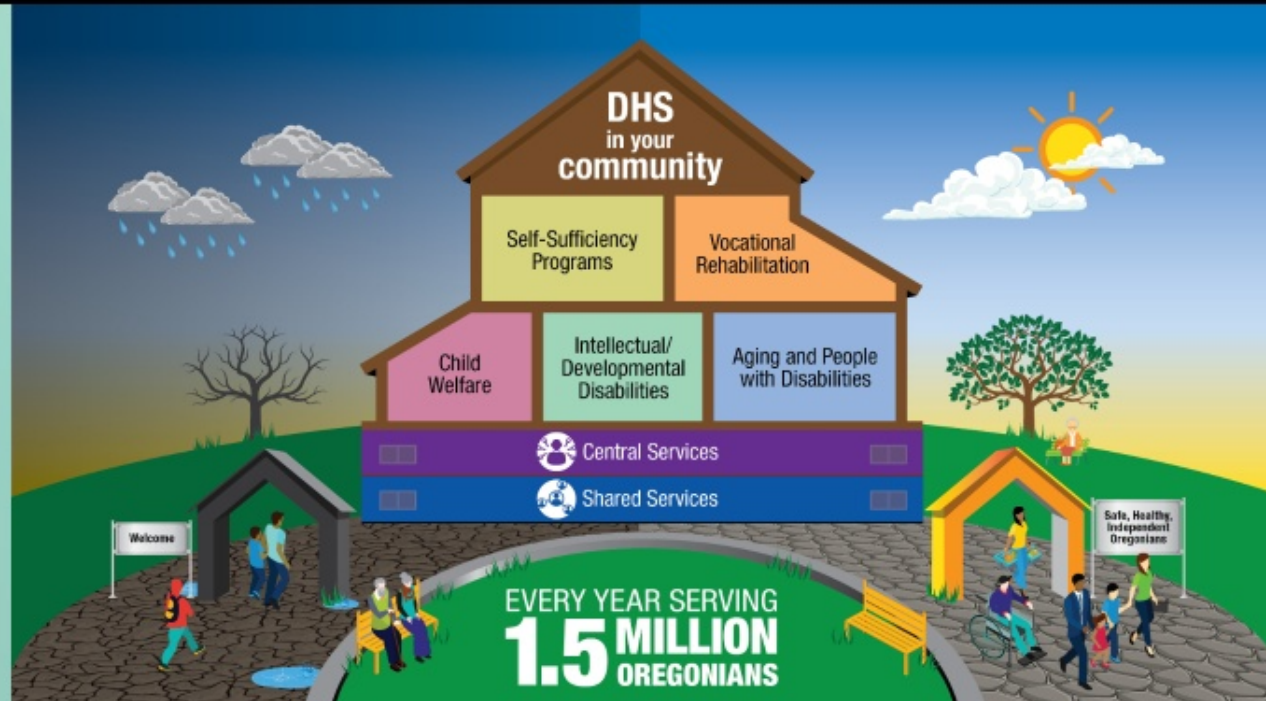 DHS
in your
community
Self-Sufficiency
Programs
Vocational
Rehabilitation
Child
Welfare
Intellectual/
Developmental
Disabilities
Aging and People
with Disabilities
Central Services
Shared Services
Welcome
Safe, Healthy,
Independent
Oregonians
EVERY YEAR SERVING
1.5 MILLION
OREGONIANS